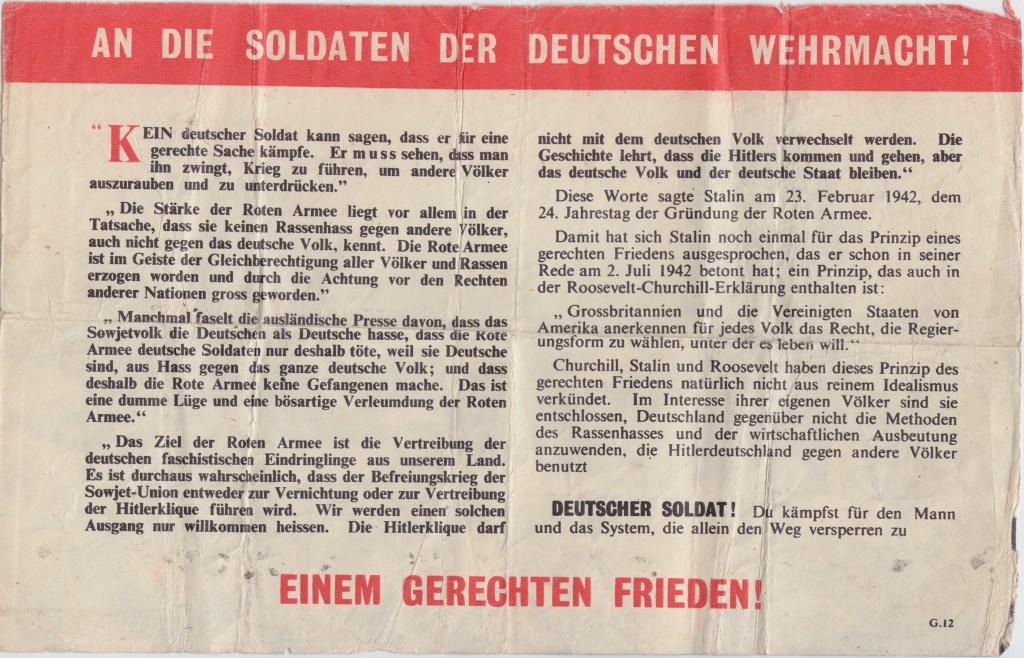 AN DIE SOLDATEN DER DEUTSCHEN WEHRMACHT!
“KEIN deutscher Soldat kann sagen, dass er für eine
gerechte Sache kämpfe. Er muss sehen, dass man
ihn zwingt, Krieg zu führen, um andere Völker
auszurauben und zu unterdrücken.”
„Die Stärke der Roten Armee liegt vor allem in der
Tatsache, dass sie keinen Rassenhass gegen andere Völker,
auch nicht gegen das deutsche Volk, kennt. Die Rote Armee
ist im Geiste der Gleichberechtigung aller Völker und Rassen
erzogen worden und durch die Achtung vor den Rechten
anderer Nationen gross geworden.”
„Manchmal faselt die ausländische Presse davon, dass das
Sowjetvolk die Deutschen als Deutsche hasse, dass die Rote
Armee deutsche Soldaten nur deshalb töte, weil sie Deutsche
sind, aus Hass gegen das ganze deutsche Volk; und dass
deshalb die Rote Armee keine Gefangenen mache. Das ist
eine dumme Lüge und eine bösartige Verleumdung der Roten
Armee.“
„Das Ziel der Roten Armee ist die Vertreibung der
deutschen faschistischen Eindringlinge aus unserem Land.
Es ist durchaus wahrscheinlich, dass der Befreiungskrieg der
Sowjet-Union entweder zur Vernichtung oder zur Vertreibung
der Hitlerklique führen wird. Wir werden einen solchen
Ausgang nur willkommen heissen. Die Hitlerklique darf
nicht mit dem deutschen Volk verwechselt werden. Die
Geschichte lehrt, dass die Hitlers kommen und gehen, aber
das deutsche Volk und der deutsche Staat bleiben.“
Diese Worte sagte Stalin am 23. Februar 1942, dem
24. Jahrestag der Gründung der Roten Armee.
Damit hat sich Stalin noch einmal für das Prinzip eines
gerechten Friedens ausgesprochen, das er schon in seiner
Rede am 2. Juli 1942 betont hat; ein Prinzip, das auch in
der Roosevelt-Churchill-Erklärung enthalten ist:
„Grossbritannien und die Vereinigten Staaten von
Amerika anerkennen für jedes Volk das Recht, die Regier-
ungsform zu wählen, unter der es leben will.“
Churchill, Stalin und Roosevelt haben dieses Prinzip des
gerechten Friedens natürlich nicht aus reinem Idealismus
verkündet. Im Interesse ihrer eigenen Völker sind sie
entschlossen, Deutschland gegenüber nicht die Methoden
des Rassenhasses und der wirtschaftlichen Ausbeutung
anzuwenden, die Hitlerdeutschland gegen andere Völker
benutzt
DEUTSCHER SOLDAT! Du kämpfst für den Mann
und das System, die allein den Weg versperren zu
EINEM GERECHTEN FRIEDEN!
G.12